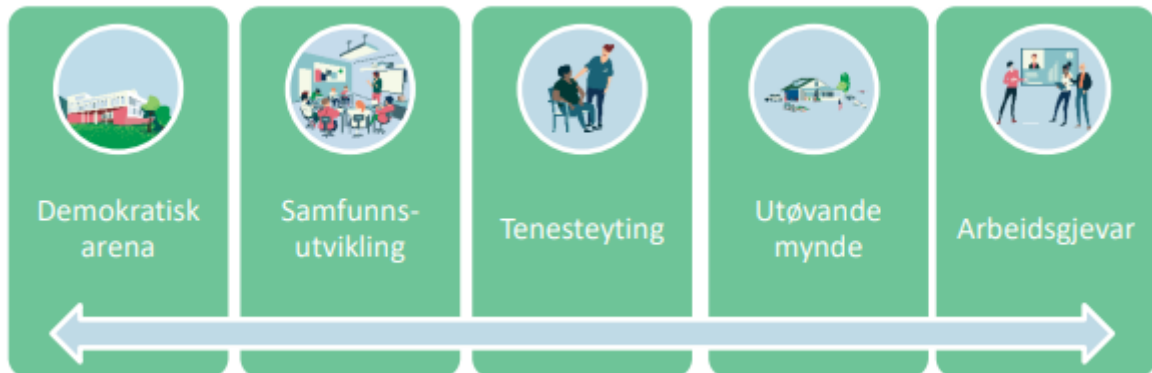 Demokratisk
arena
Samfunns-
utvikling
Tenesteyting
Utøvande
mynde
Arbeidsgjevar